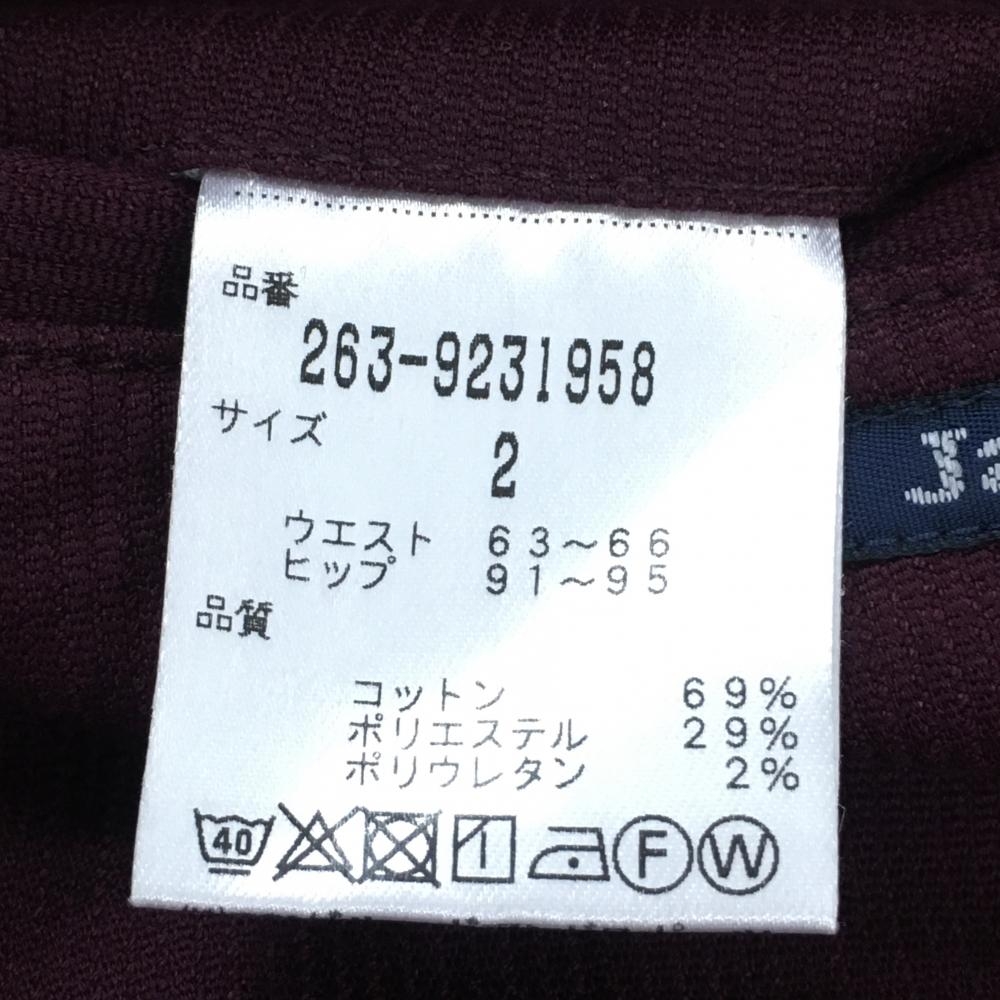 品番
263-9231958
サイズ
2
ウエスト 63~66
ヒップ 91~95
品質
コットン 69%
ポリエステル 29%
ポリウレタン 2%
40 F W